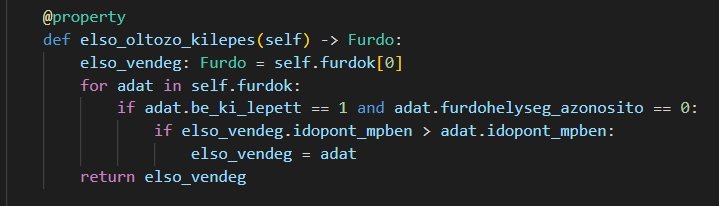 @property
def elso_oltozo_kilepes(self) -> Furdo:
elso_vendeg: Furdo = self.furdok[0]
for adat in self.furdok:
if adat.be_ki_lepett == 1 and adat.furdohelyseg_azonosito == 0:
if elso_vendeg.idopont_mpben > adat.idopont_mpben:
elso_vendeg = adat
return elso_vendeg